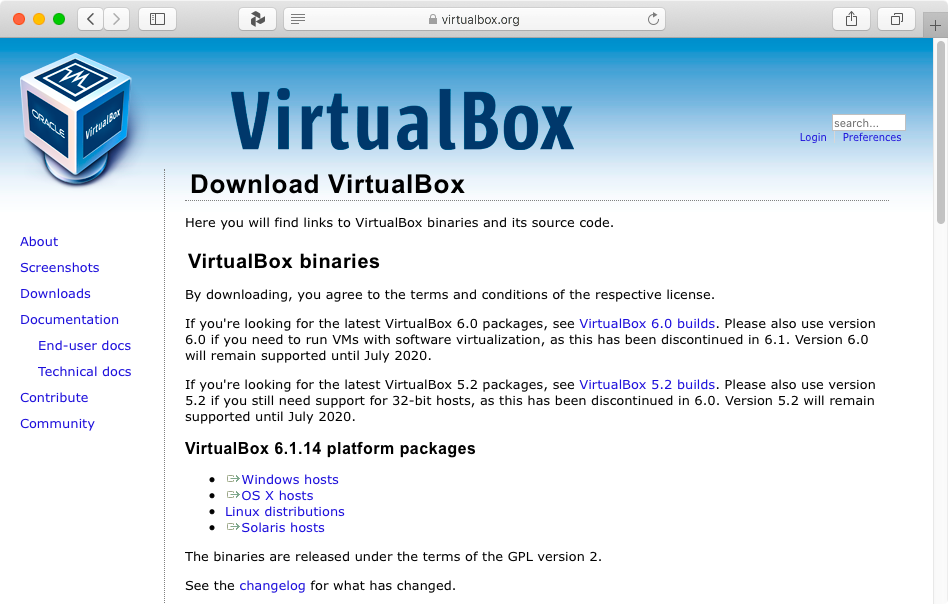 virtualbox.org
ORACLE
VirtualBox
VirtualBox
search...
Login Preferences
Download VirtualBox
Here you will find links to VirtualBox binaries and its source code.
About
Screenshots
Downloads
Documentation
End-user docs
Technical docs
Contribute
Community
VirtualBox binaries
By downloading, you agree to the terms and conditions of the respective license.
If you're looking for the latest VirtualBox 6.0 packages, see VirtualBox 6.0 builds. Please also use version
6.0 if you need to run VMs with software virtualization, as this has been discontinued in 6.1. Version 6.0
will remain supported until July 2020.
If you're looking for the latest VirtualBox 5.2 packages, see VirtualBox 5.2 builds. Please also use version
5.2 if you still need support for 32-bit hosts, as this has been discontinued in 6.0. Version 5.2 will remain
supported until July 2020.
VirtualBox 6.1.14 platform packages
Windows hosts
OS X hosts
Linux distributions
Solaris hosts
The binaries are released under the terms of the GPL version 2.
See the changelog for what has changed.